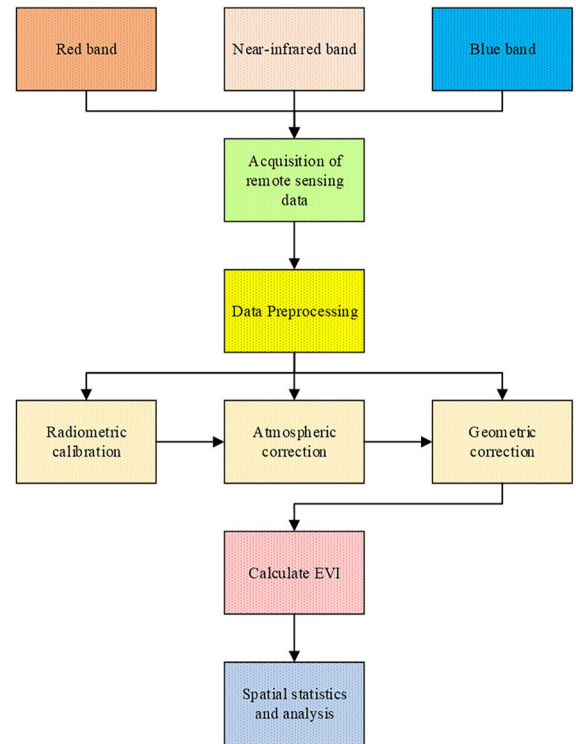 Red band
Near-infrared band
Blue band
Acquisition of
remote sensing
data
Data Preprocessing
Radiometric
calibration
Atmospheric
correction
Geometric
correction
Calculate EVI
Spatial statistics
and analysis